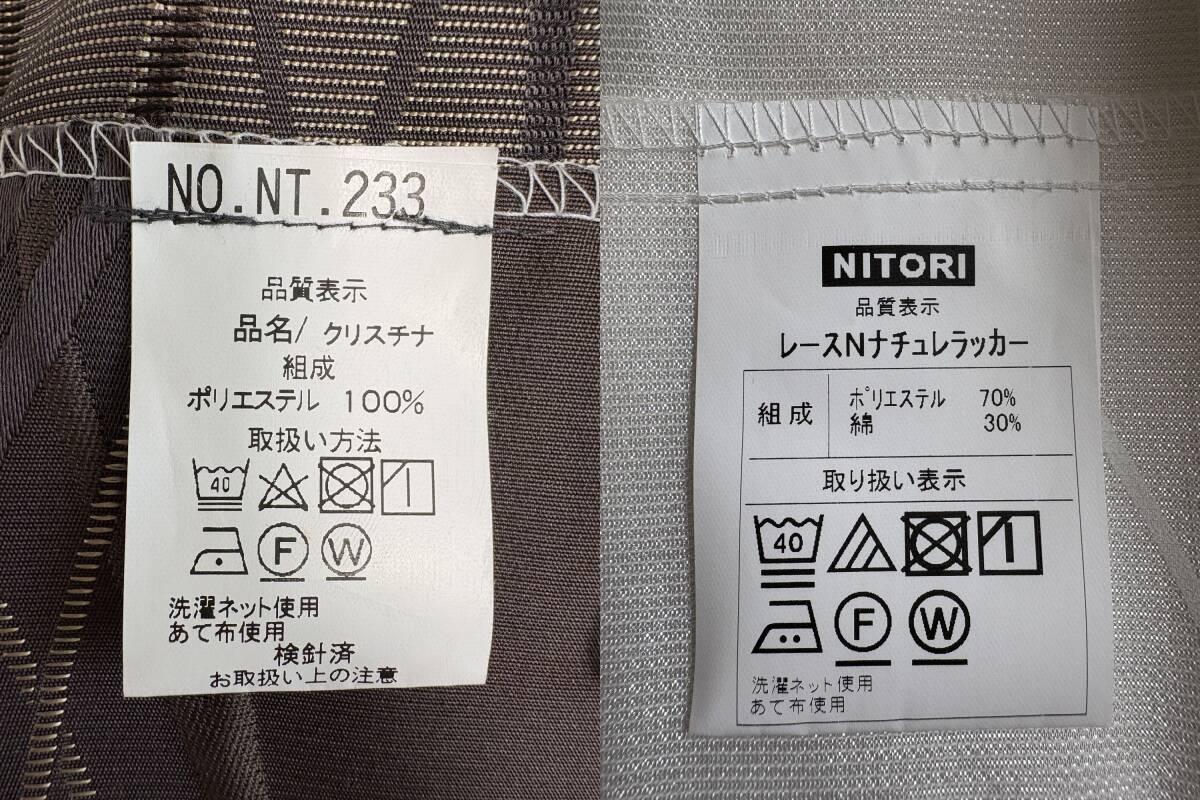 NO.NT.233
品質表示
品名/ クリスチナ
組成
ポリエステル 100%
取扱い方法
40
F W
洗濯ネット使用
あて布使用
検針済
お取扱い上の注意
NITORI
品質表示
レースNナチュレラッカー
組成 ポリエステル 70%
綿 30%
取り扱い表示
40
F W
洗濯ネット使用
あて布使用